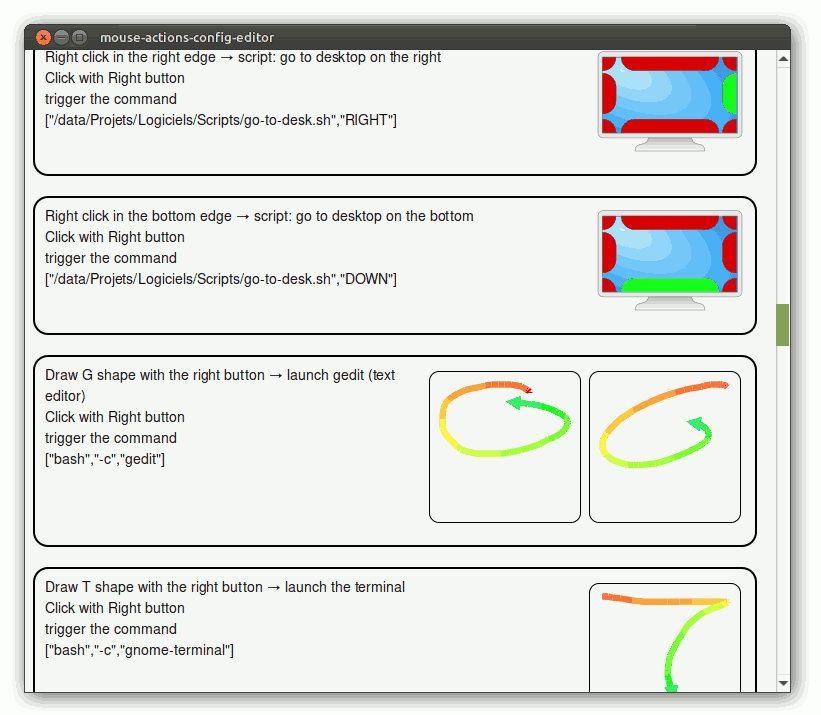 mouse-actions-config-editor
Right click in the right edge → script: go to desktop on the right
Click with Right button
trigger the command
["/data/Projets/Logiciels/Scripts/go-to-desk.sh","RIGHT"]
Right click in the bottom edge → script: go to desktop on the bottom
Click with Right button
trigger the command
["/data/Projets/Logiciels/Scripts/go-to-desk.sh","DOWN"]
Draw G shape with the right button → launch gedit (text
editor)
Click with Right button
trigger the command
["bash","-c","gedit"]
Draw T shape with the right button → launch the terminal
Click with Right button
trigger the command
["bash","-c","gnome-terminal"]